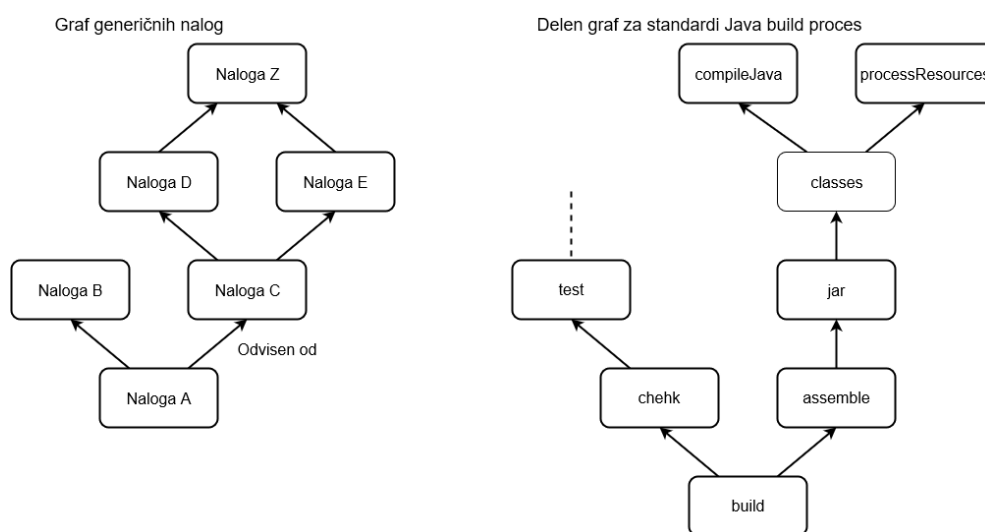 Graf generičnih nalog
Naloga Z
Naloga D
Naloga E
Naloga B
Naloga C
Odvisen od
Naloga A
Delen graf za standardi Java build proces
compileJava
processResources
classes
test
jar
chehk
assemble
build